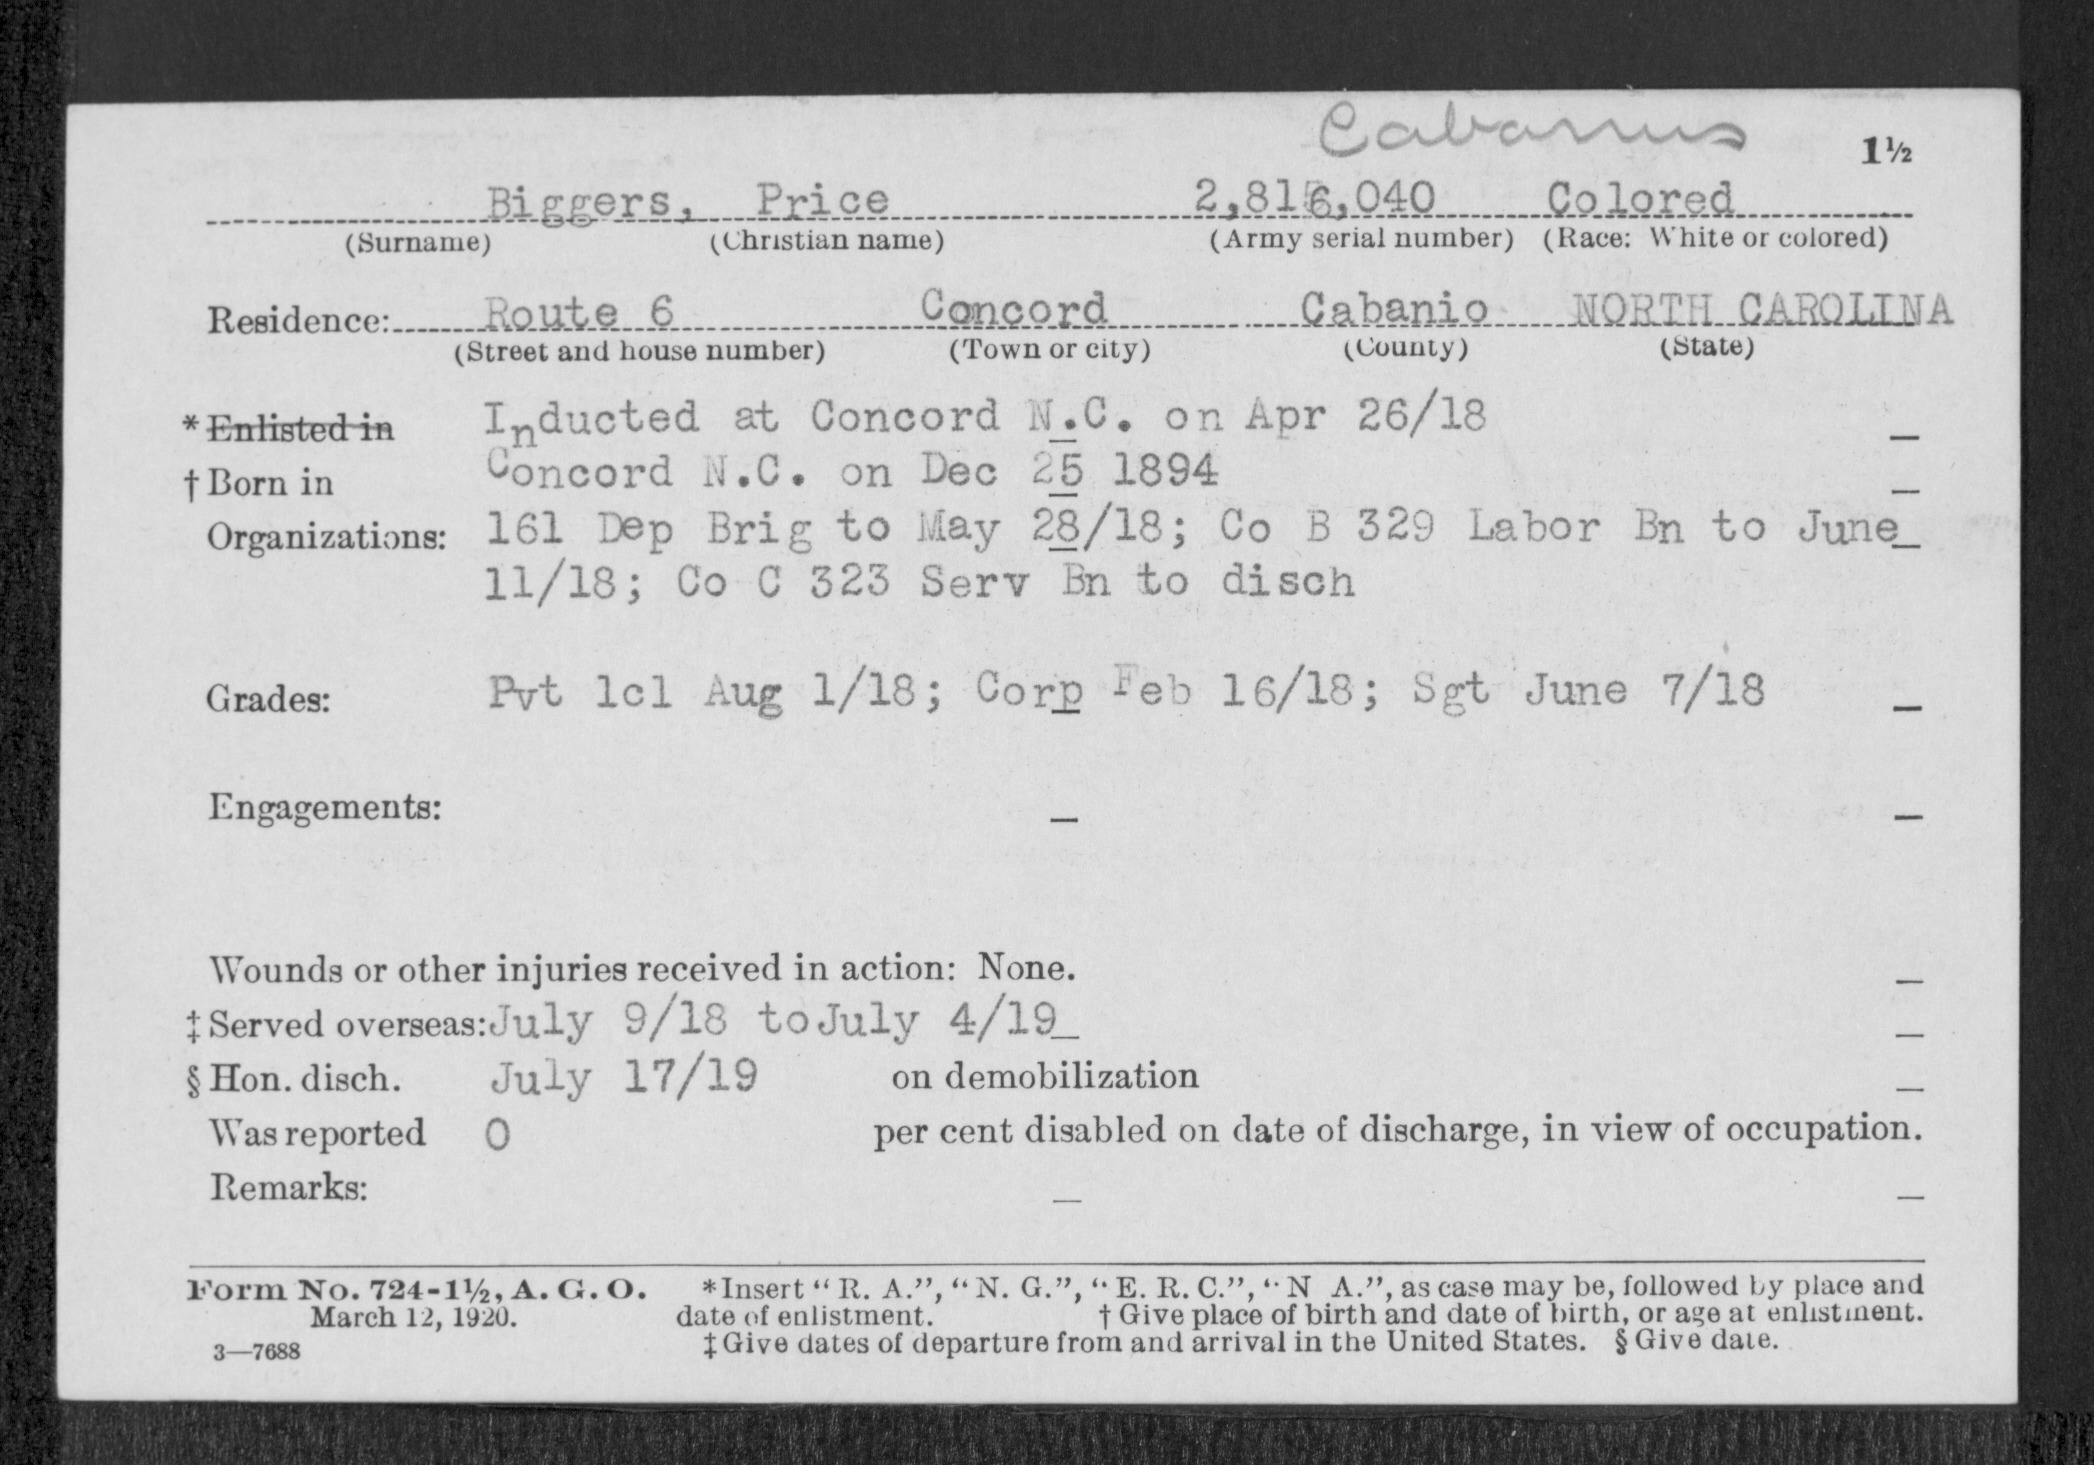 Cabarrus
1½
Biggers, Price 2,816,040 Colored
(Surname) (Christian name) (Army serial number) (Race: White or colored)
Residence: Route 6 Concord Cabanio NORTH CAROLINA
(Street and house number) (Town or city) (County) (State)
* Enlisted in Inducted at Concord N.C. on Apr 26/18 _
† Born in Concord N.C. on Dec 25 1894 _
Organizations: 161 Dep Brig to May 28/18; Co B 329 Labor Bn to June_
11/18; Co C 323 Serv Bn to disch
Grades: Pvt 1cl Aug 1/18; Corp Feb 16/18; Sgt June 7/18 _
Engagements: _ _
Wounds or other injuries received in action: None. _
‡ Served overseas: July 9/18 to July 4/19_ _
§ Hon. disch. July 17/19 on demobilization _
Was reported 0 per cent disabled on date of discharge, in view of occupation.
Remarks: _ _
Form No. 724-1½, A. G. O. *Insert "R. A.", "N. G.", "E. R. C.", "N A.", as case may be, followed by place and
March 12, 1920. date of enlistment. † Give place of birth and date of birth, or age at enlistment.
3—7688 ‡ Give dates of departure from and arrival in the United States. § Give date.